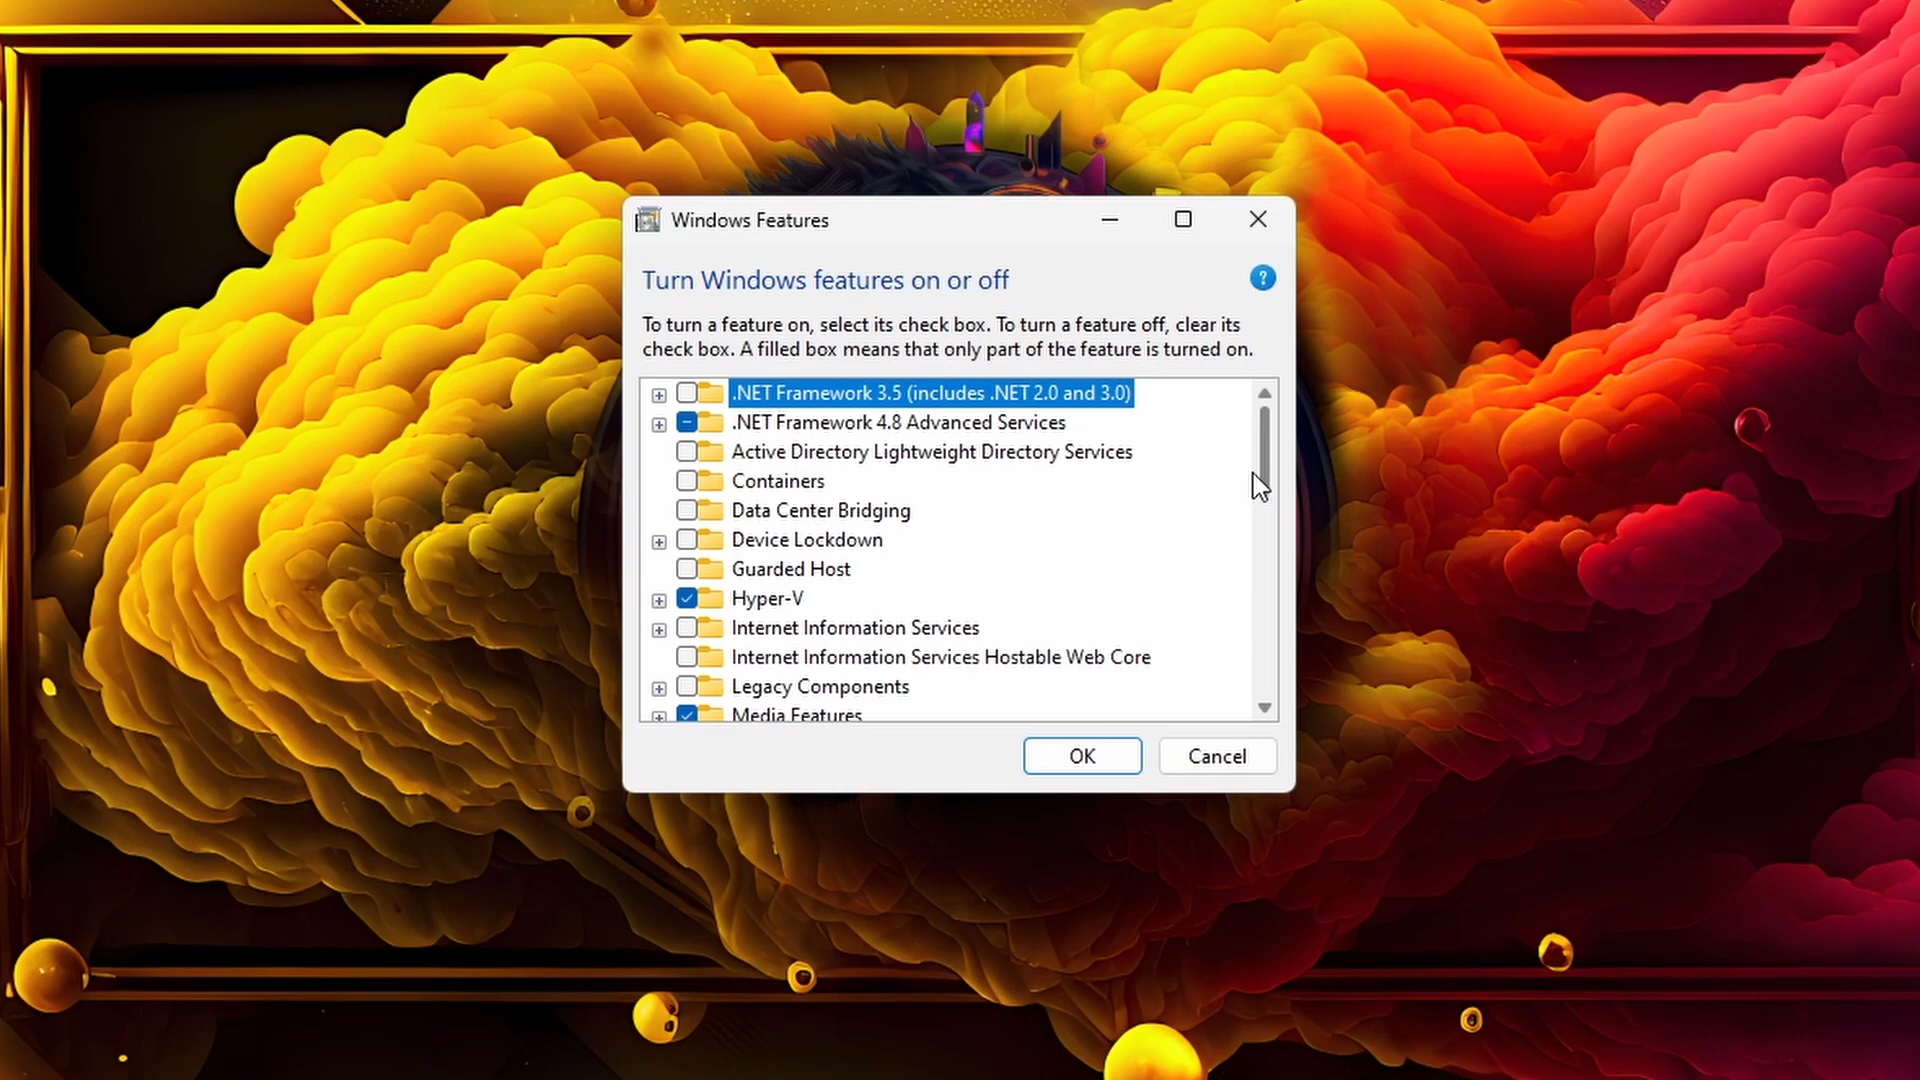 Windows Features
Turn Windows features on or off
?
To turn a feature on, select its check box. To turn a feature off, clear its
check box. A filled box means that only part of the feature is turned on.
.NET Framework 3.5 (includes .NET 2.0 and 3.0)
.NET Framework 4.8 Advanced Services
Active Directory Lightweight Directory Services
Containers
Data Center Bridging
Device Lockdown
Guarded Host
Hyper-V
Internet Information Services
Internet Information Services Hostable Web Core
Legacy Components
Media Features
OK
Cancel